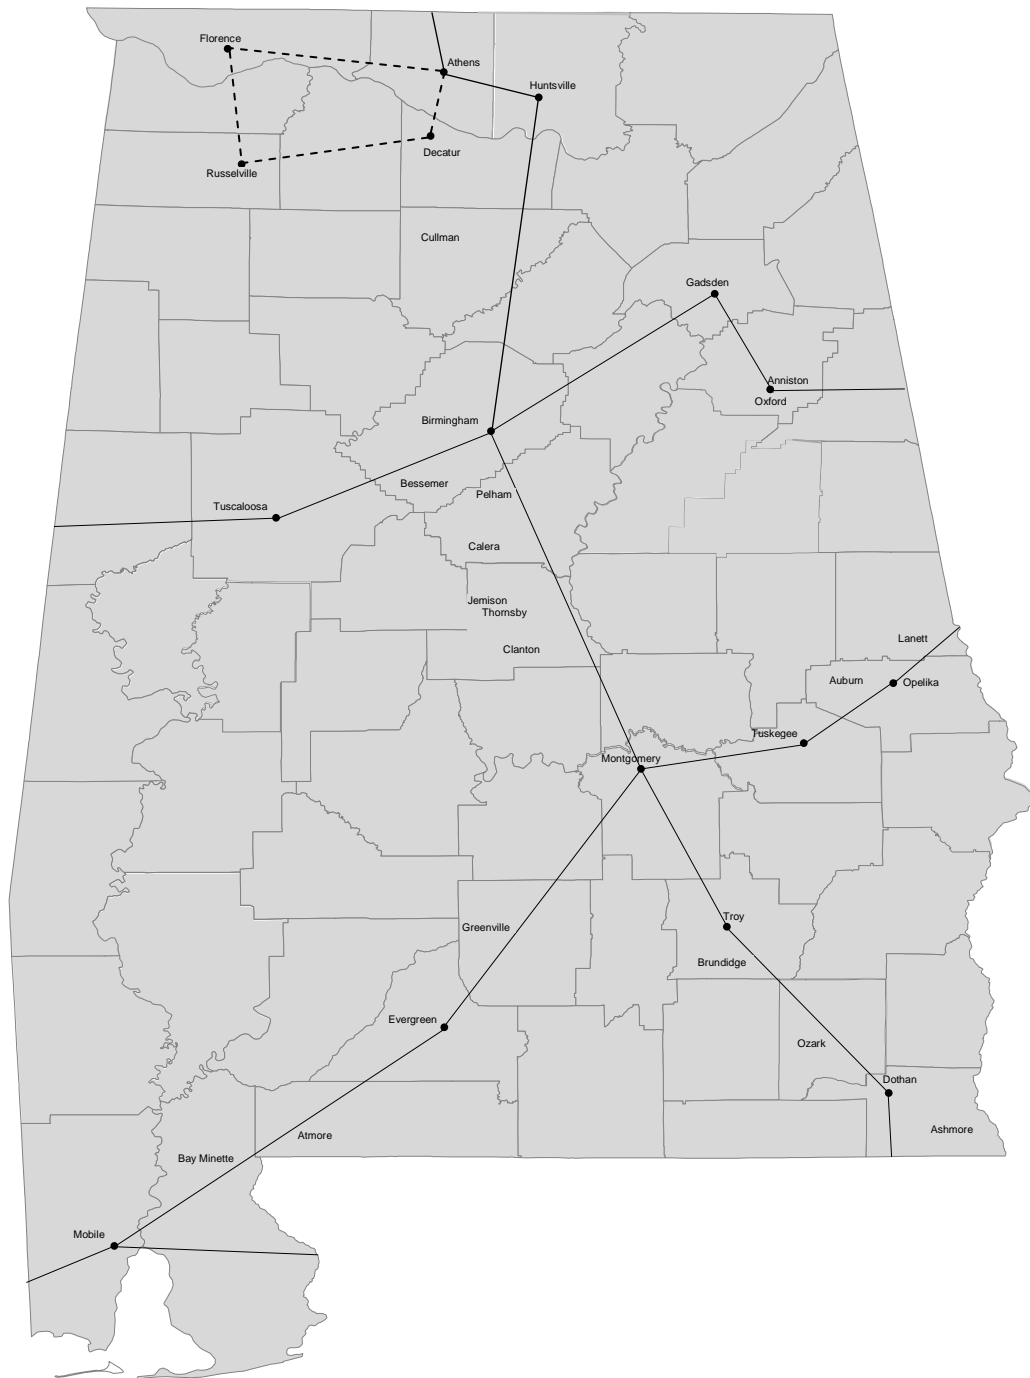 Florence
Athens
Huntsville
Decatur
Russelville
Cullman
Gadsden
Anniston
Oxford
Birmingham
Bessemer
Pelham
Tuscaloosa
Calera
Jemison
Thornsby
Clanton
Lanett
Auburn
Opelika
Tuskegee
Montgomery
Troy
Greenville
Brundidge
Evergreen
Ozark
Dothan
Ashmore
Atmore
Bay Minette
Mobile